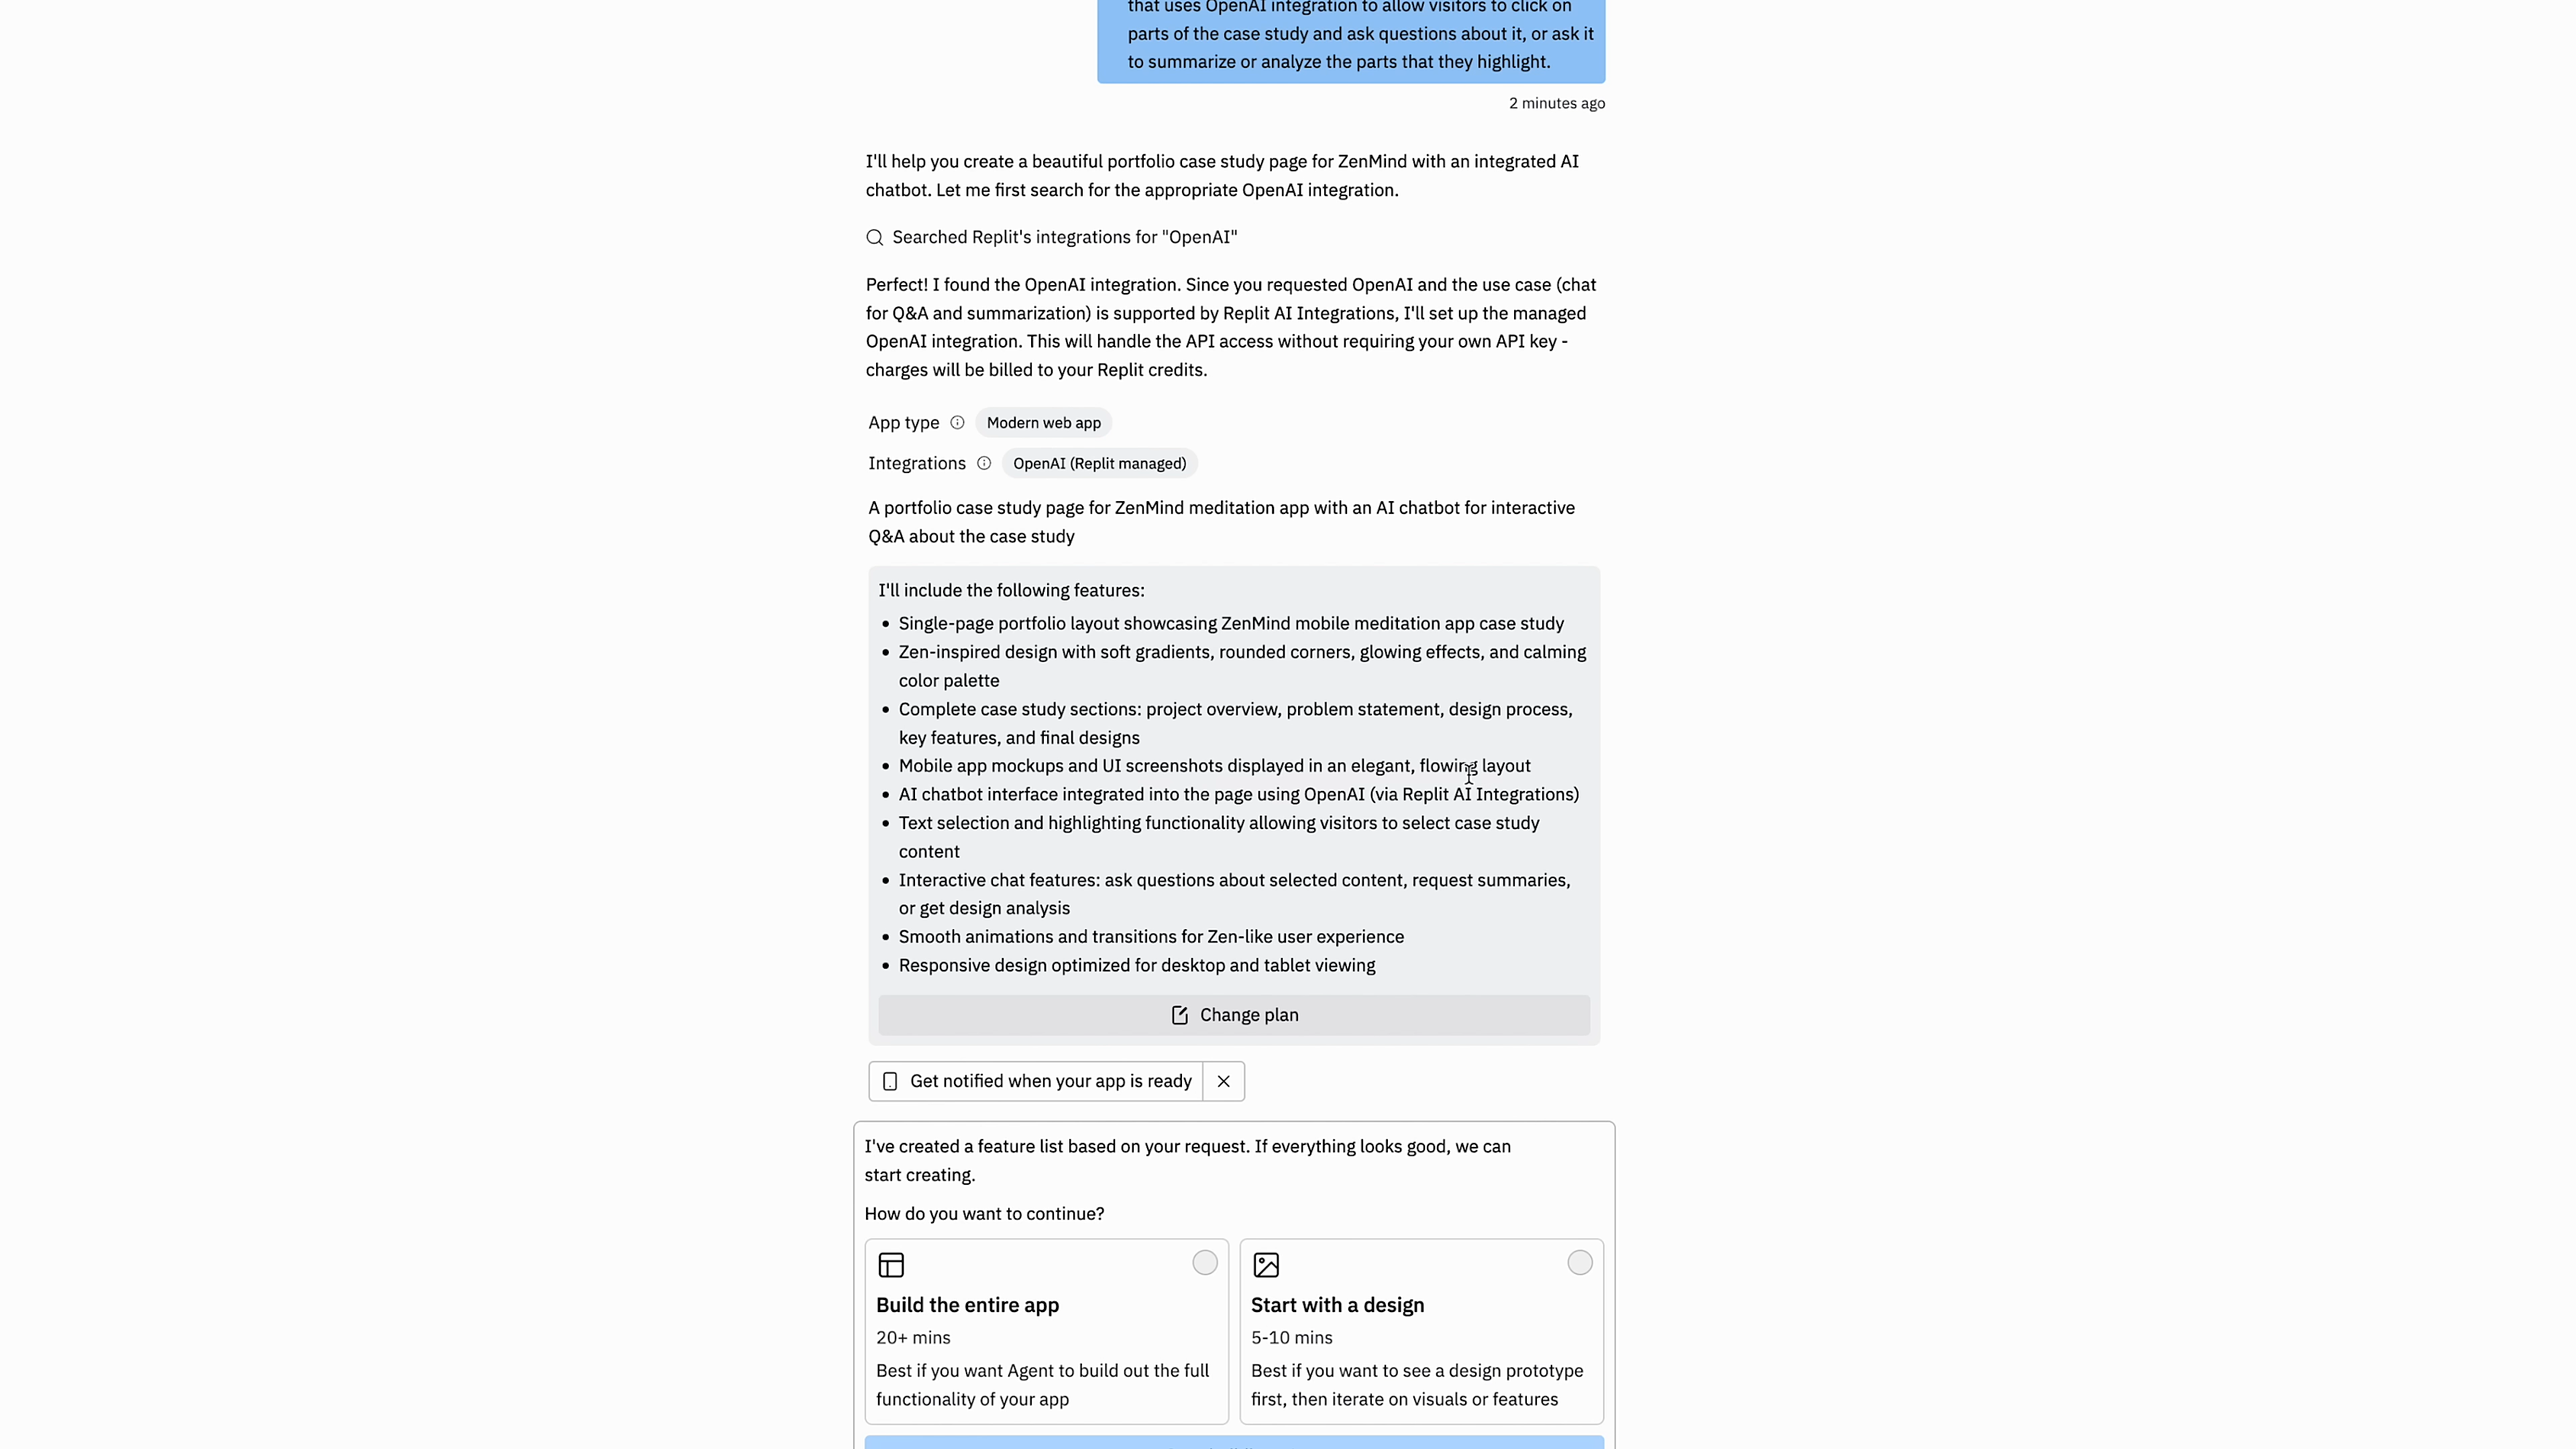 that uses OpenAI integration to allow visitors to click on
parts of the case study and ask questions about it, or ask it
to summarize or analyze the parts that they highlight.
2 minutes ago
I'll help you create a beautiful portfolio case study page for ZenMind with an integrated AI
chatbot. Let me first search for the appropriate OpenAI integration.
Searched Replit's integrations for "OpenAI"
Perfect! I found the OpenAI integration. Since you requested OpenAI and the use case (chat
for Q&A and summarization) is supported by Replit AI Integrations, I'll set up the managed
OpenAI integration. This will handle the API access without requiring your own API key -
charges will be billed to your Replit credits.
App type Modern web app
Integrations OpenAI (Replit managed)
A portfolio case study page for ZenMind meditation app with an AI chatbot for interactive
Q&A about the case study
I'll include the following features:
• Single-page portfolio layout showcasing ZenMind mobile meditation app case study
• Zen-inspired design with soft gradients, rounded corners, glowing effects, and calming
color palette
• Complete case study sections: project overview, problem statement, design process,
key features, and final designs
• Mobile app mockups and UI screenshots displayed in an elegant, flowing layout
• AI chatbot interface integrated into the page using OpenAI (via Replit AI Integrations)
• Text selection and highlighting functionality allowing visitors to select case study
content
• Interactive chat features: ask questions about selected content, request summaries,
or get design analysis
• Smooth animations and transitions for Zen-like user experience
• Responsive design optimized for desktop and tablet viewing
Change plan
Get notified when your app is ready
I've created a feature list based on your request. If everything looks good, we can
start creating.
How do you want to continue?
Build the entire app
20+ mins
Best if you want Agent to build out the full
functionality of your app
Start with a design
5-10 mins
Best if you want to see a design prototype
first, then iterate on visuals or features